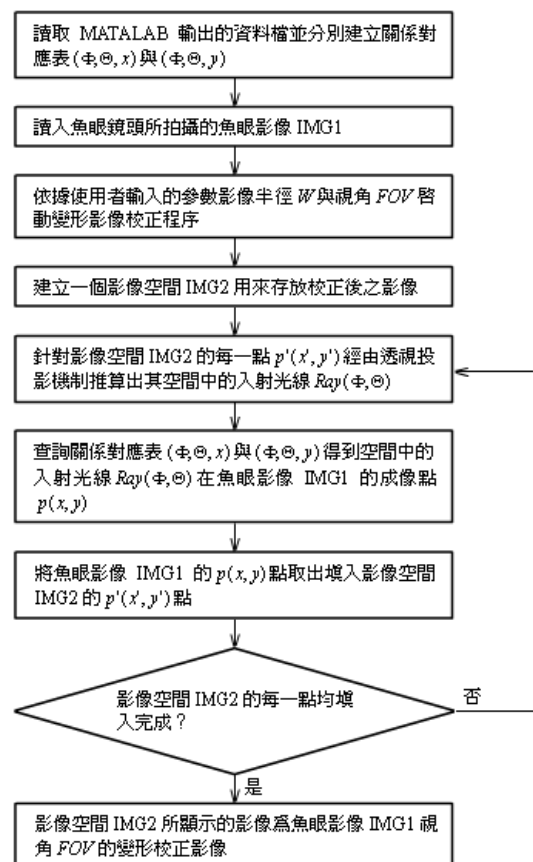 讀取 MATALAB 輸出的資料檔並分別建立關係對
應表(Φ,Θ,x)與(Φ,Θ,y)
讀入魚眼鏡頭所拍攝的魚眼影像 IMG1
依據使用者輸入的參數影像半徑 W 與視角 FOV 啓
動變形影像校正程序
建立一個影像空間 IMG2 用來存放校正後之影像
針對影像空間 IMG2 的每一點 p'(x',y') 經由透視投
影機制推算出其空間中的入射光線 Ray(Φ,Θ)
查詢關係對應表(Φ,Θ,x)與(Φ,Θ,y)得到空間中的
入射光線 Ray(Φ,Θ) 在魚眼影像 IMG1 的成像點
p(x,y)
將魚眼影像 IMG1 的 p(x,y) 點取出填入影像空間
IMG2 的 p'(x',y') 點
影像空間 IMG2 的每一點均填
入完成？
否
是
影像空間 IMG2 所顯示的影像爲魚眼影像 IMG1 視
角 FOV 的變形校正影像